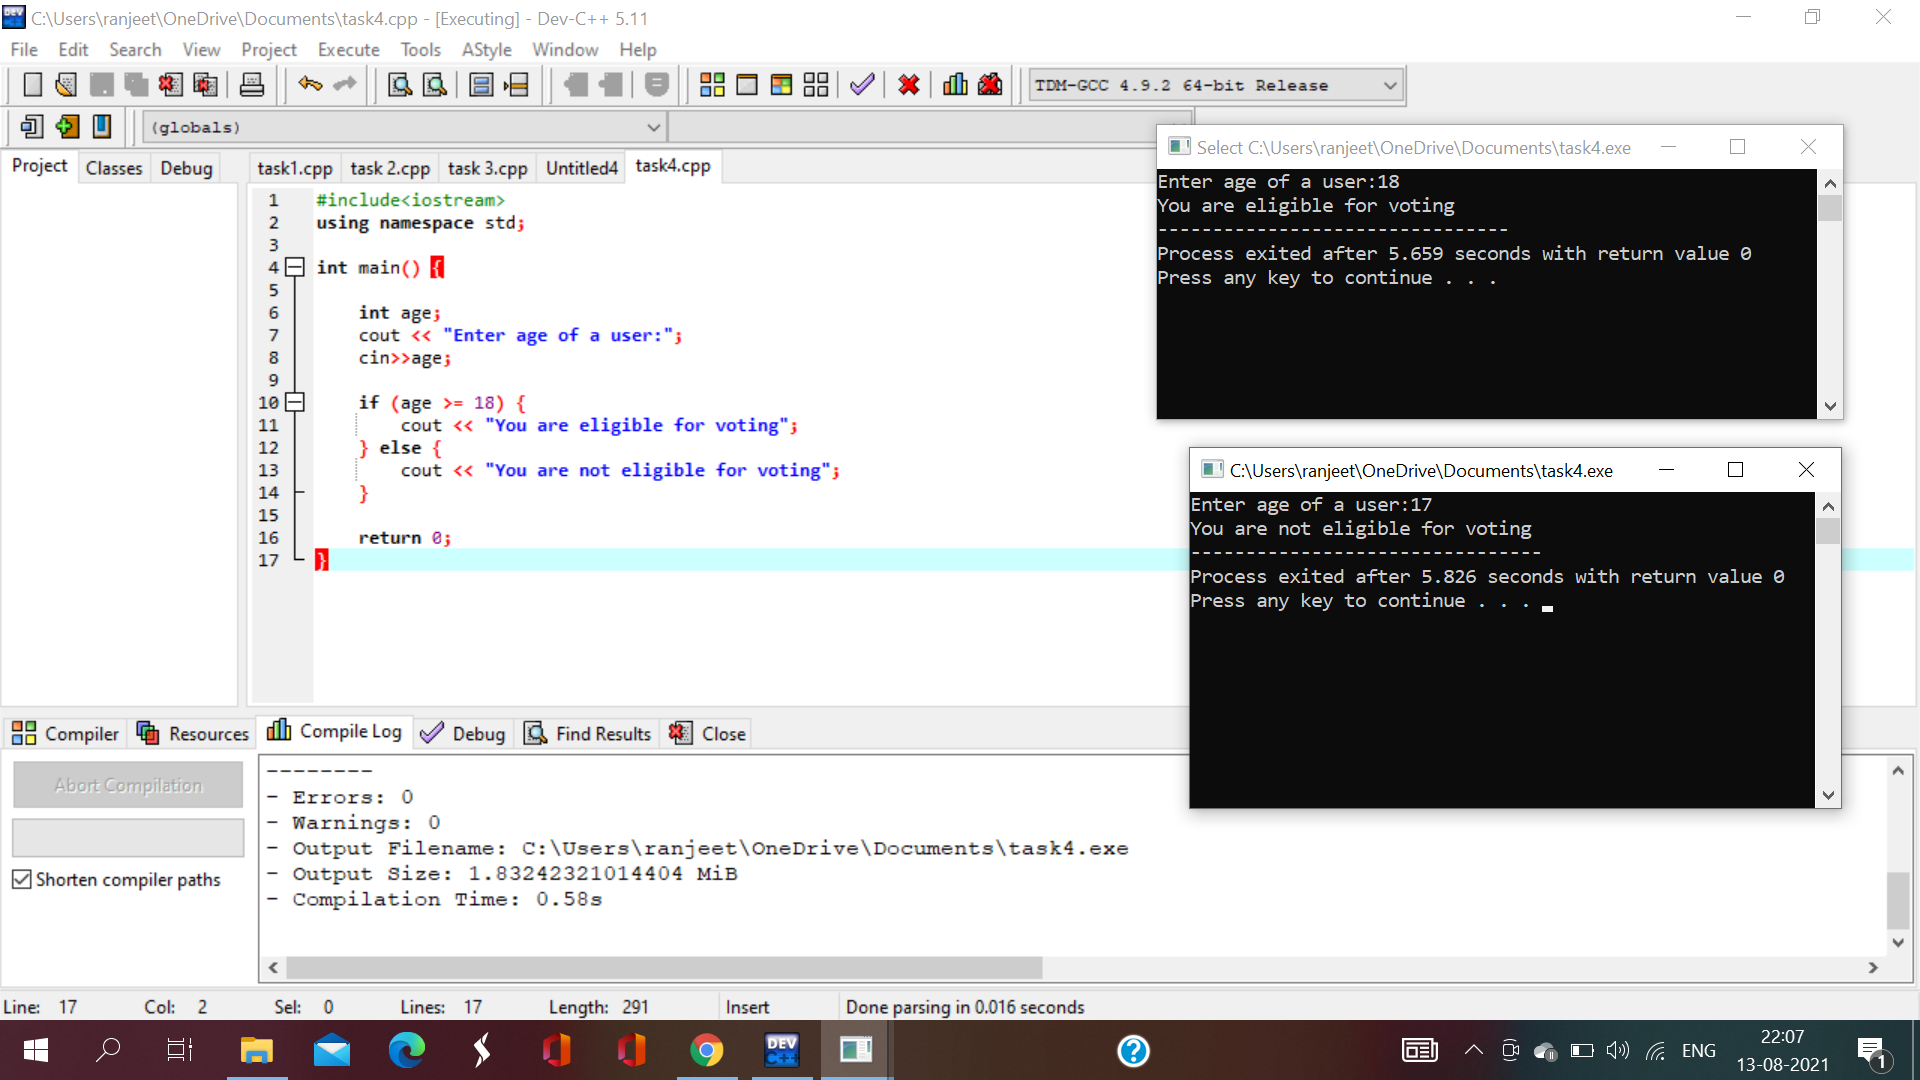 C:\Users\ranjeet\OneDrive\Documents\task4.cpp - [Executing] - Dev-C++ 5.11
File Edit Search View Project Execute Tools AStyle Window Help
TDM-GCC 4.9.2 64-bit Release
(globals)
Project Classes Debug
task1.cpp task 2.cpp task 3.cpp Untitled4 task4.cpp
1 #include<iostream>
2 using namespace std;
3
4 int main() {
5
6 int age;
7 cout << "Enter age of a user:";
8 cin>>age;
9
10 if (age >= 18) {
11 cout << "You are eligible for voting";
12 } else {
13 cout << "You are not eligible for voting";
14 }
15
16 return 0;
17 }
Select C:\Users\ranjeet\OneDrive\Documents\task4.exe
Enter age of a user:18
You are eligible for voting
--------------------------------
Process exited after 5.659 seconds with return value 0
Press any key to continue . . .
C:\Users\ranjeet\OneDrive\Documents\task4.exe
Enter age of a user:17
You are not eligible for voting
--------------------------------
Process exited after 5.826 seconds with return value 0
Press any key to continue . . .
Compiler Resources Compile Log Debug Find Results Close
Abort Compilation
Shorten compiler paths
--------
- Errors: 0
- Warnings: 0
- Output Filename: C:\Users\ranjeet\OneDrive\Documents\task4.exe
- Output Size: 1.83242321014404 MiB
- Compilation Time: 0.58s
Line: 17 Col: 2 Sel: 0 Lines: 17 Length: 291 Insert Done parsing in 0.016 seconds
DEV
C++
ENG
22:07
13-08-2021
1